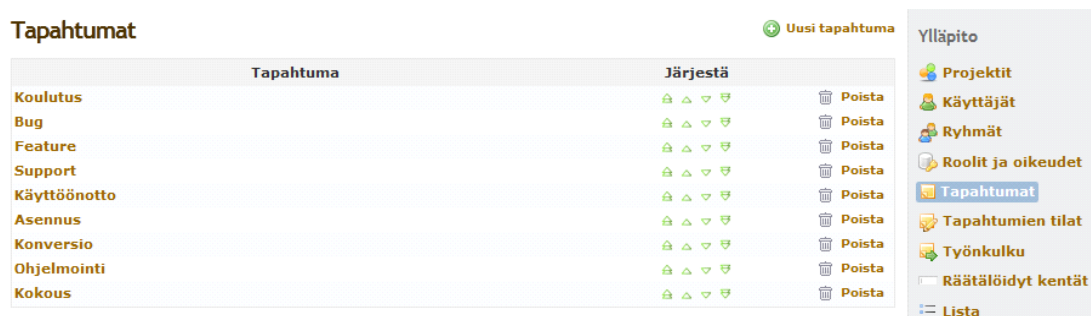 Tapahtumat
Uusi tapahtuma
Tapahtuma Järjestä
Koulutus Poista
Bug Poista
Feature Poista
Support Poista
Käyttöönotto Poista
Asennus Poista
Konversio Poista
Ohjelmointi Poista
Kokous Poista
Ylläpito
Projektit
Käyttäjät
Ryhmät
Roolit ja oikeudet
Tapahtumat
Tapahtumien tilat
Työnkulku
Räätälöidyt kentät
Lista